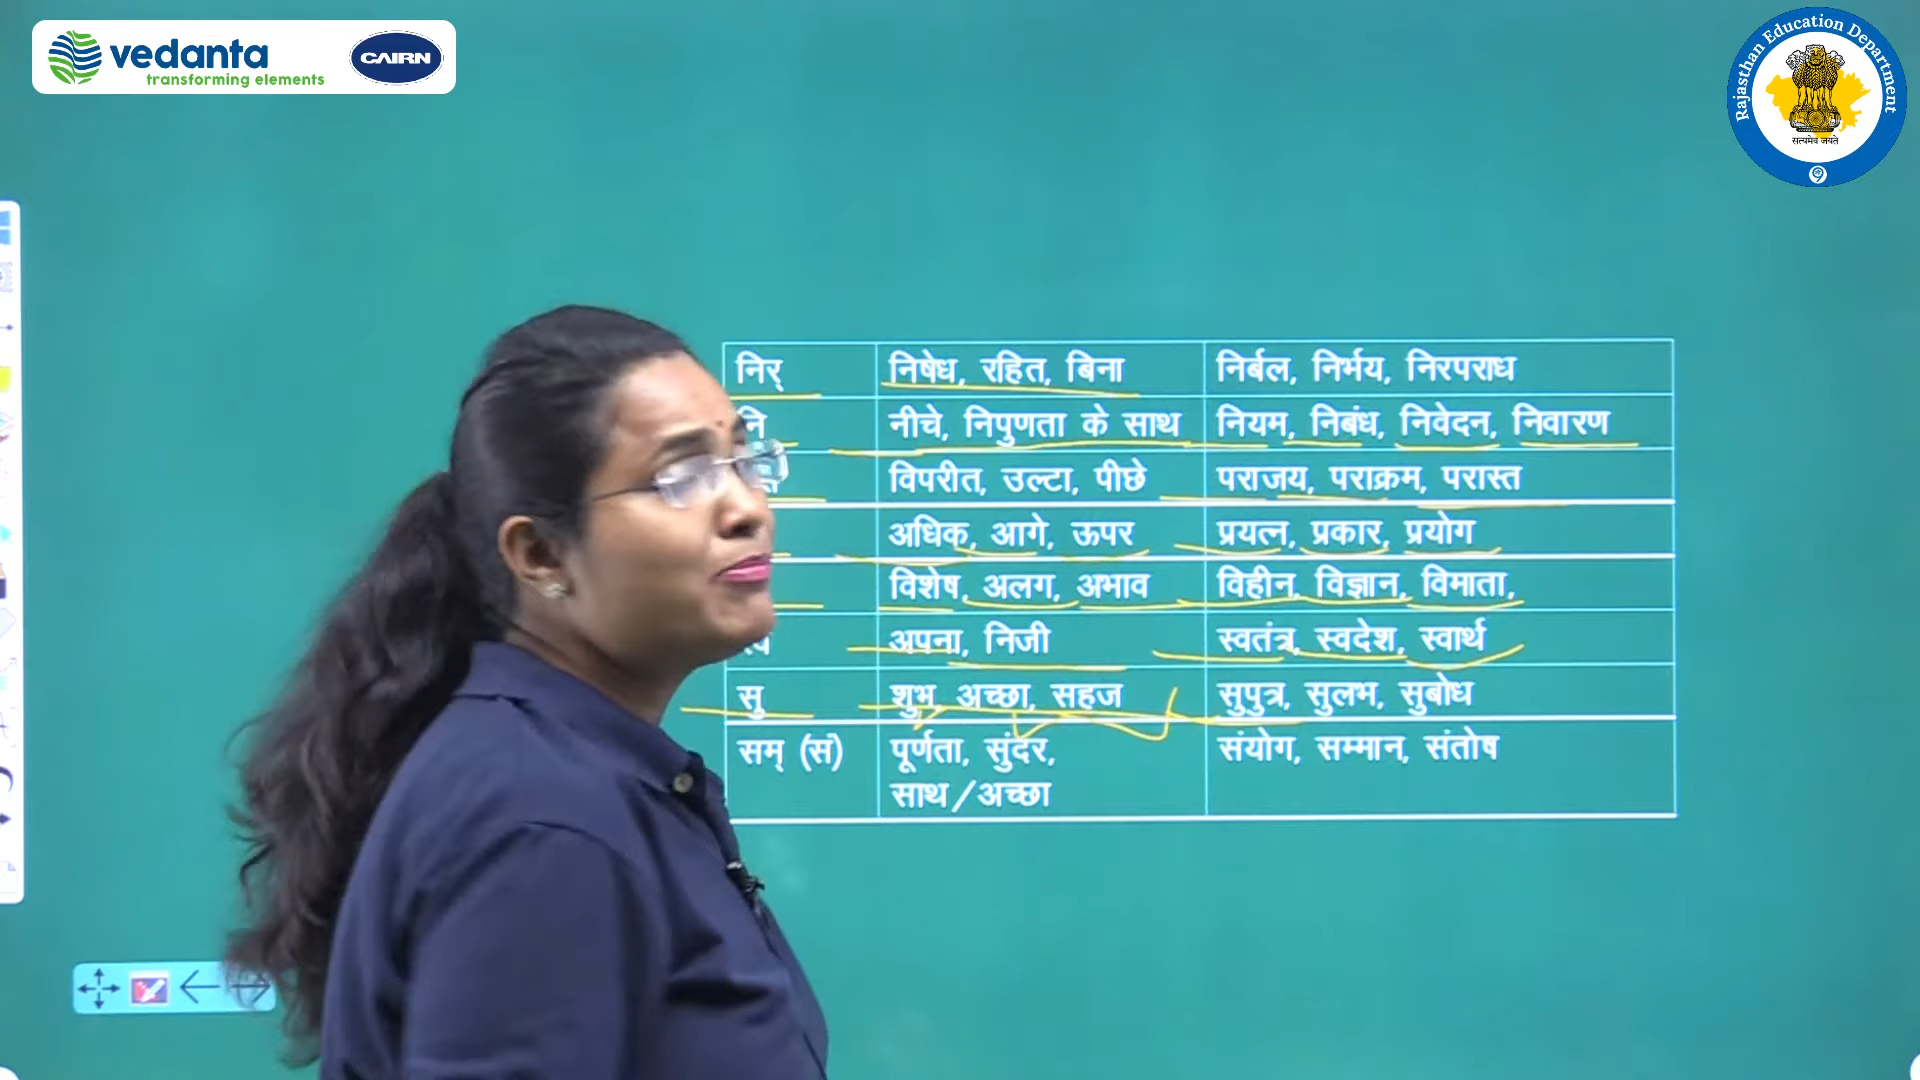 vedanta
transforming elements
CAIRN
Rajasthan Education Department
सत्यमेव जयते
निर् निषेध, रहित, बिना निर्बल, निर्भय, निरपराध
नि नीचे, निपुणता के साथ नियम, निबंध, निवेदन, निवारण
विपरीत, उल्टा, पीछे पराजय, पराक्रम, परास्त
अधिक, आगे, ऊपर प्रयत्न, प्रकार, प्रयोग
विशेष, अलग, अभाव विहीन, विज्ञान, विमाता,
अपना, निजी स्वतंत्र, स्वदेश, स्वार्थ
सु शुभ, अच्छा, सहज सुपुत्र, सुलभ, सुबोध
सम् (सं) पूर्णता, सुंदर, संयोग, सम्मान, संतोष
साथ/अच्छा